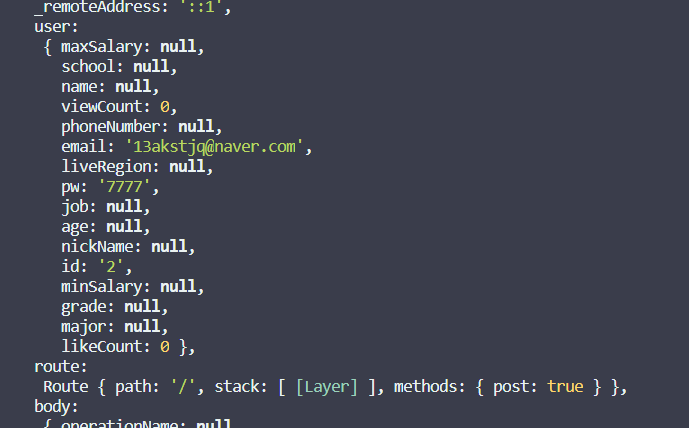 _remoteAddress: '::1',
user:
{ maxSalary: null,
school: null,
name: null,
viewCount: 0,
phoneNumber: null,
email: '13akstjq@naver.com',
liveRegion: null,
pw: '7777',
job: null,
age: null,
nickName: null,
id: '2',
minSalary: null,
grade: null,
major: null,
likeCount: 0 },
route:
Route { path: '/', stack: [ [Layer] ], methods: { post: true } },
body:
{ operationName: null,